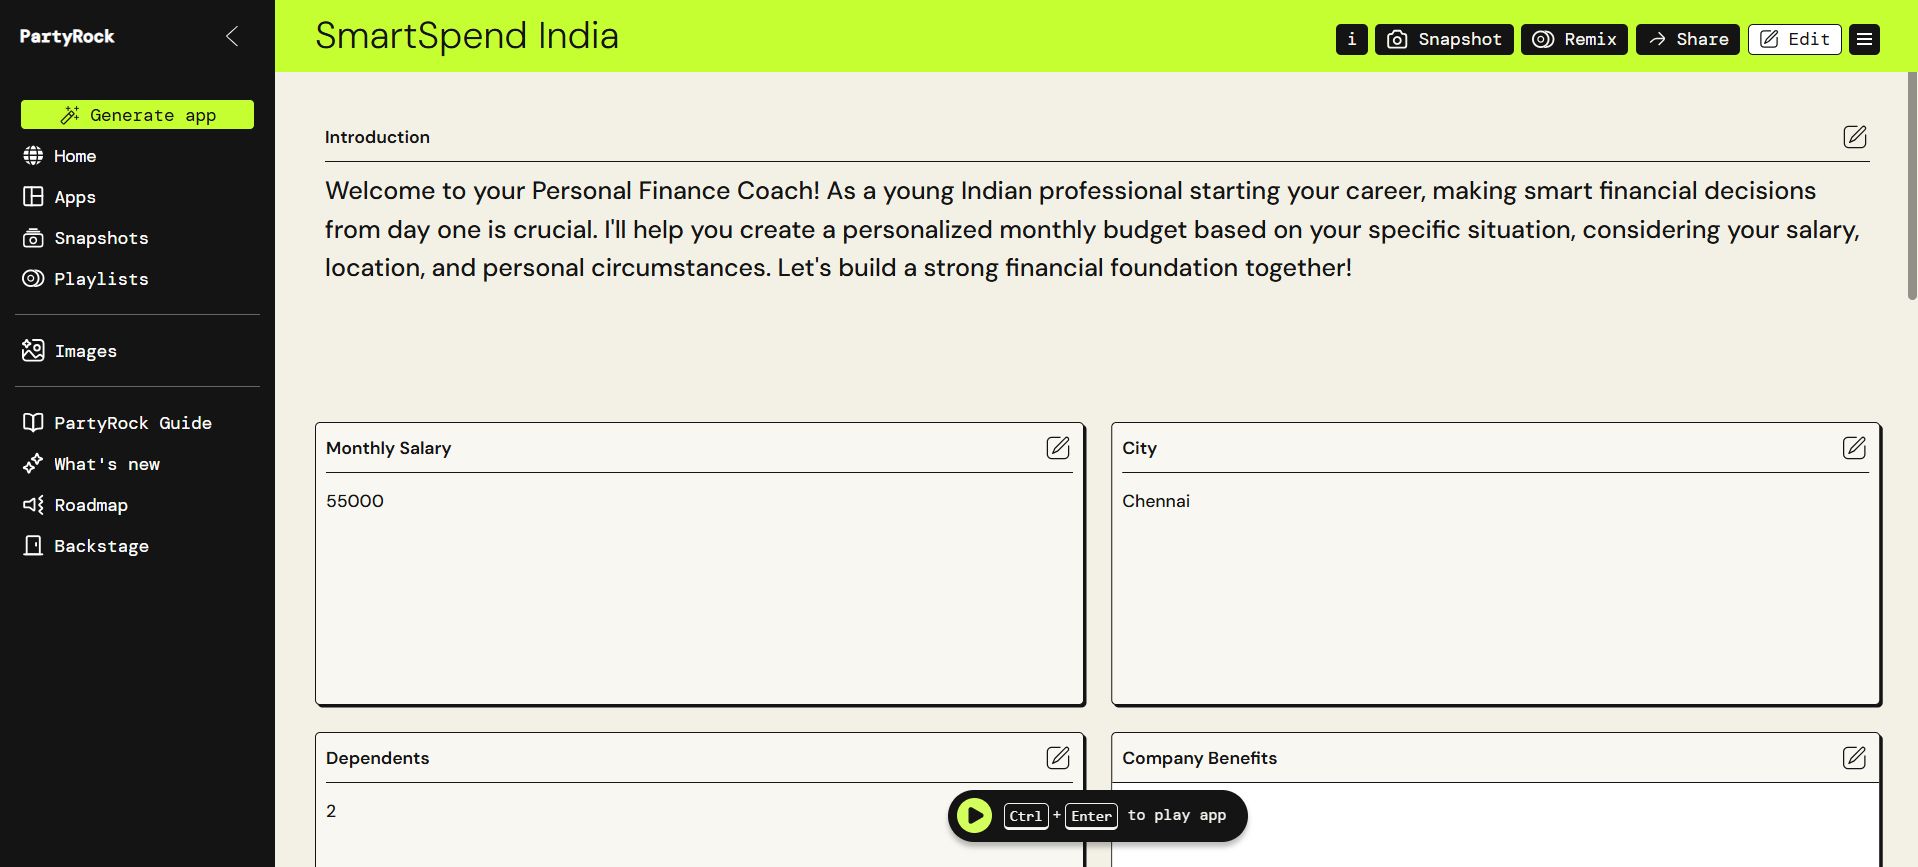 PartyRock
SmartSpend India
i
Snapshot
Remix
Share
Edit
Generate app
Home
Apps
Snapshots
Playlists
Images
PartyRock Guide
What's new
Roadmap
Backstage
Introduction
Welcome to your Personal Finance Coach! As a young Indian professional starting your career, making smart financial decisions
from day one is crucial. I'll help you create a personalized monthly budget based on your specific situation, considering your salary,
location, and personal circumstances. Let's build a strong financial foundation together!
Monthly Salary
55000
City
Chennai
Dependents
2
Company Benefits
Ctrl + Enter to play app